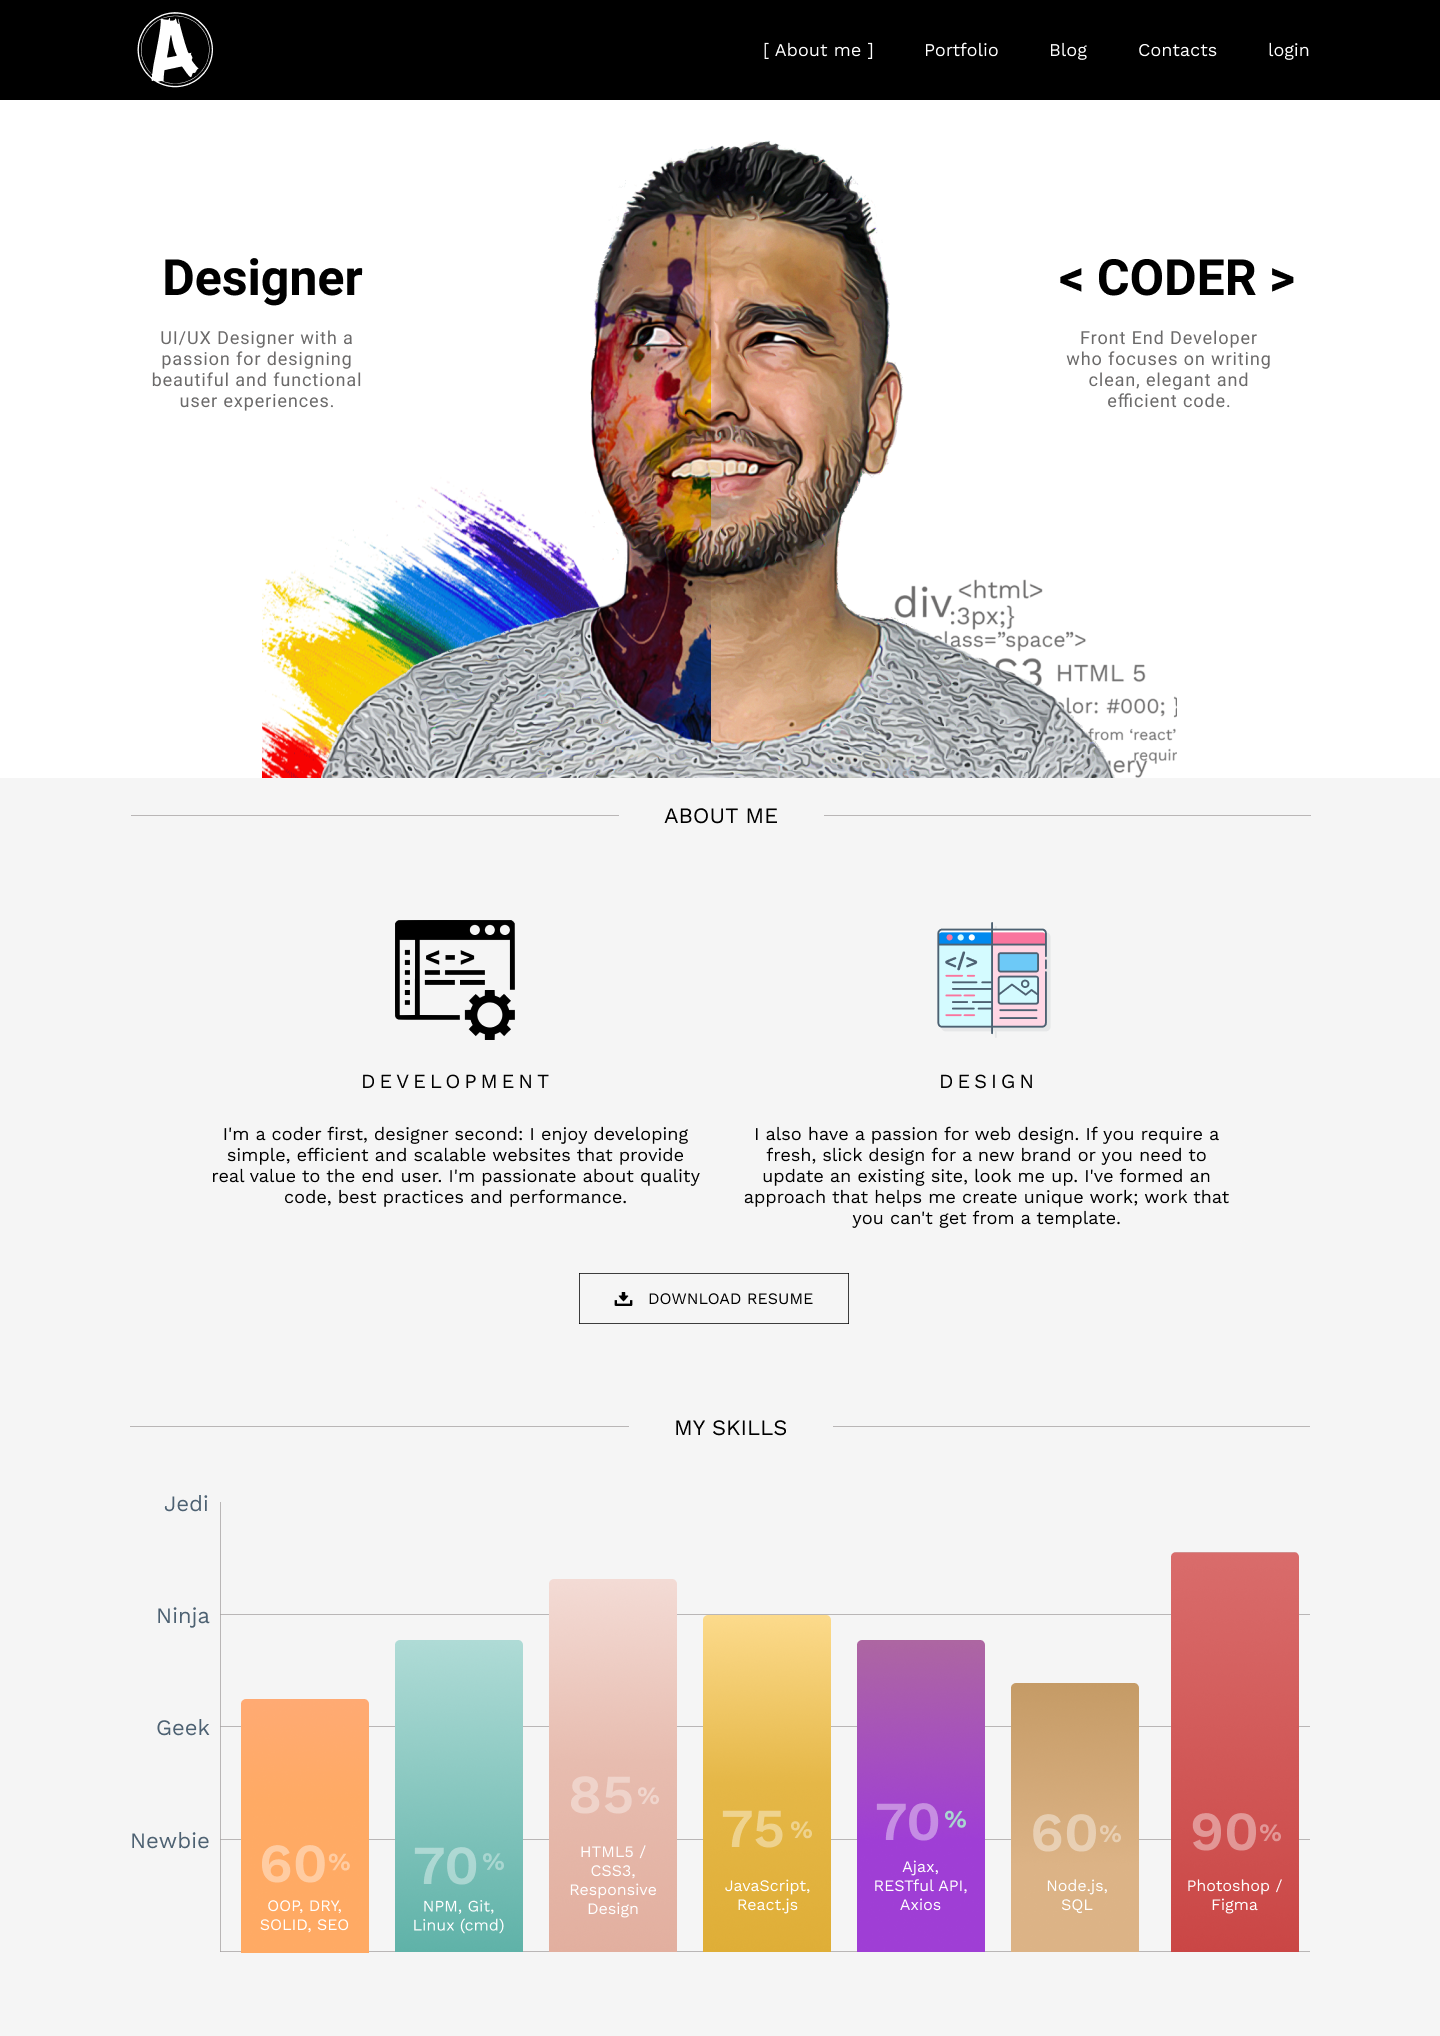 A
[ About me ] Portfolio Blog Contacts login
Designer
UI/UX Designer with a
passion for designing
beautiful and functional
user experiences.
< CODER >
Front End Developer
who focuses on writing
clean, elegant and
efficient code.
div <html>
:3px;}
class=”space”>
S3 HTML 5
olor: #000; }
from ‘react’
requir
uery
ABOUT ME
<->
DEVELOPMENT
I'm a coder first, designer second: I enjoy developing
simple, efficient and scalable websites that provide
real value to the end user. I'm passionate about quality
code, best practices and performance.
</>
DESIGN
I also have a passion for web design. If you require a
fresh, slick design for a new brand or you need to
update an existing site, look me up. I've formed an
approach that helps me create unique work; work that
you can't get from a template.
DOWNLOAD RESUME
MY SKILLS
Jedi
Ninja
Geek
Newbie
60%
OOP, DRY,
SOLID, SEO
70%
NPM, Git,
Linux (cmd)
85%
HTML5 /
CSS3,
Responsive
Design
75%
JavaScript,
React.js
70%
Ajax,
RESTful API,
Axios
60%
Node.js,
SQL
90%
Photoshop /
Figma